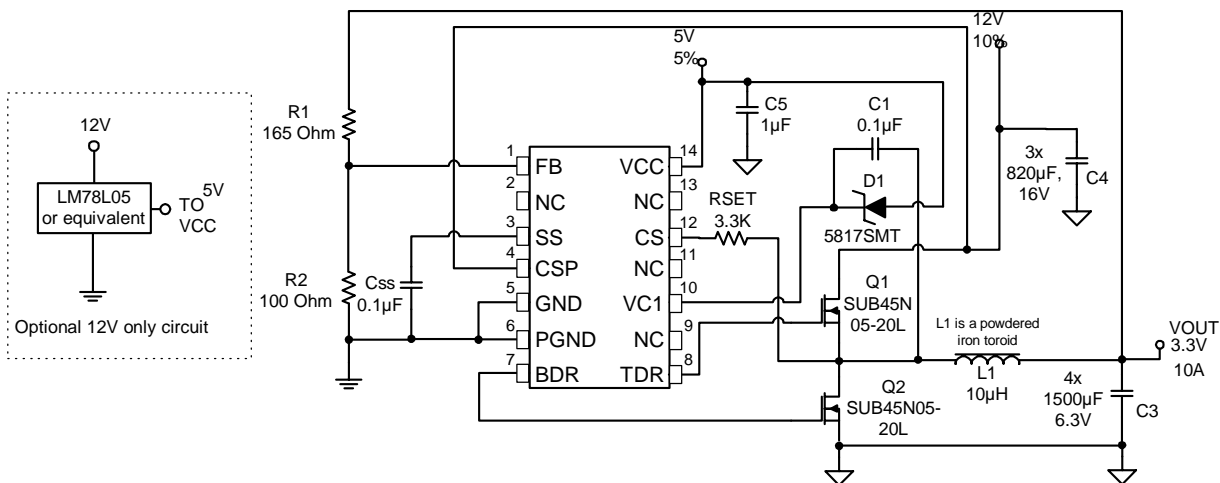 12V
LM78L05
or equivalent
TO 5V
VCC
Optional 12V only circuit
R1
165 Ohm
R2
100 Ohm
Css
0.1µF
1
FB
2
NC
3
SS
4
CSP
5
GND
6
PGND
7
BDR
VCC
14
NC
13
CS
12
NC
11
VC1
10
NC
9
TDR
8
5V
5%
C5
1µF
RSET
3.3K
C1
0.1µF
D1
5817SMT
12V
10%
3x
820µF,
16V
C4
Q1
SUB45N
05-20L
Q2
SUB45N05-
20L
L1 is a powdered
iron toroid
L1
10µH
VOUT
3.3V
10A
4x
1500µF
6.3V
C3